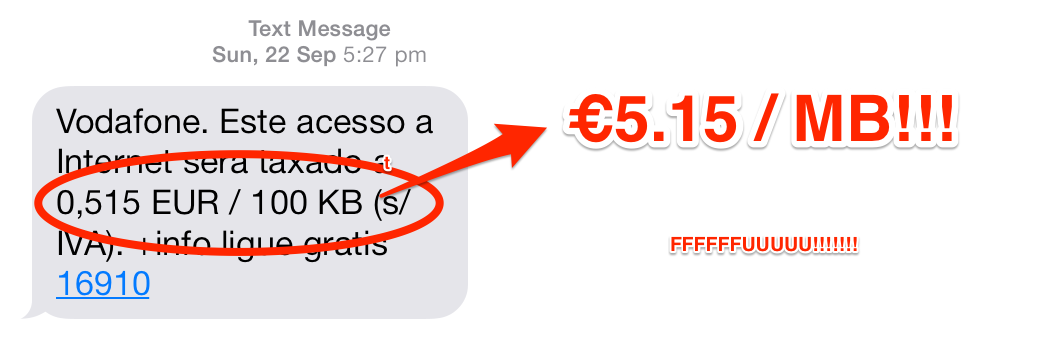 Text Message
Sun, 22 Sep 5:27 pm
Vodafone. Este acesso a
Internet será taxado a
t
0,515 EUR / 100 KB (s/
IVA). +info ligue gratis
16910
€5.15 / MB!!!
FFFFFFUUUUU!!!!!!!